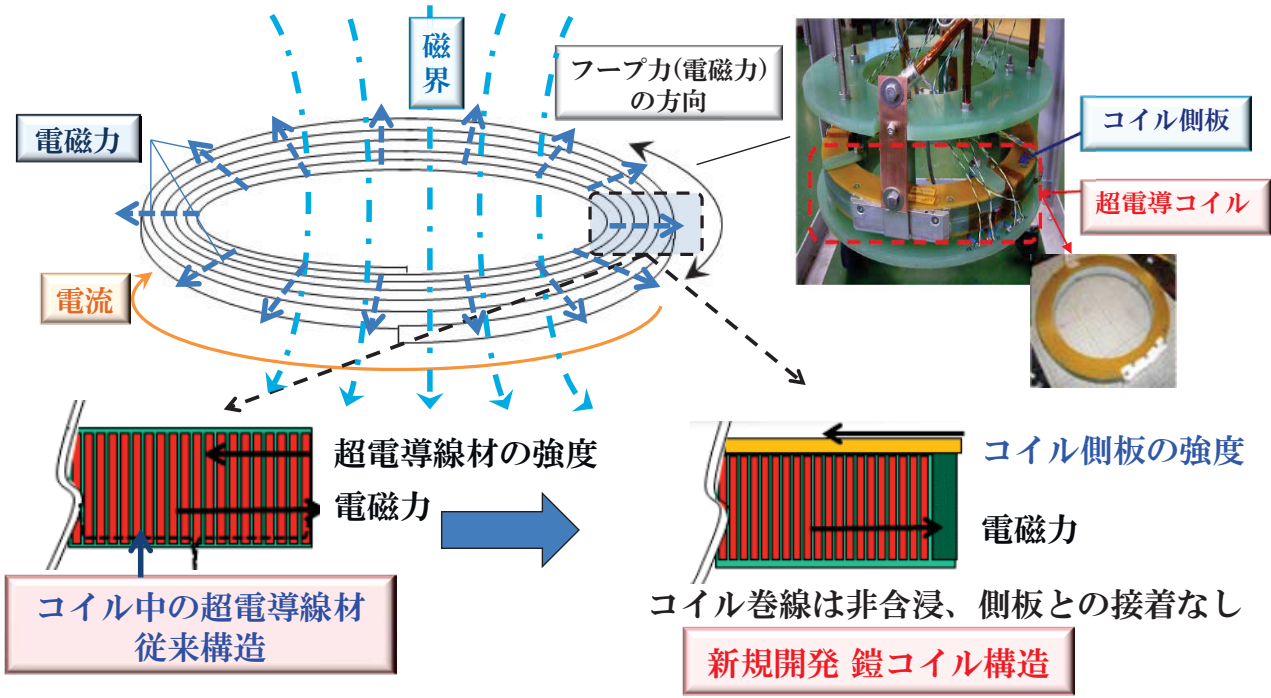 磁
界
フープ力(電磁力)
の方向
電磁力
コイル側板
超電導コイル
電流
超電導線材の強度
電磁力
コイル側板の強度
電磁力
コイル中の超電導線材
従来構造
コイル巻線は非含浸、側板との接着なし
新規開発 鎧コイル構造